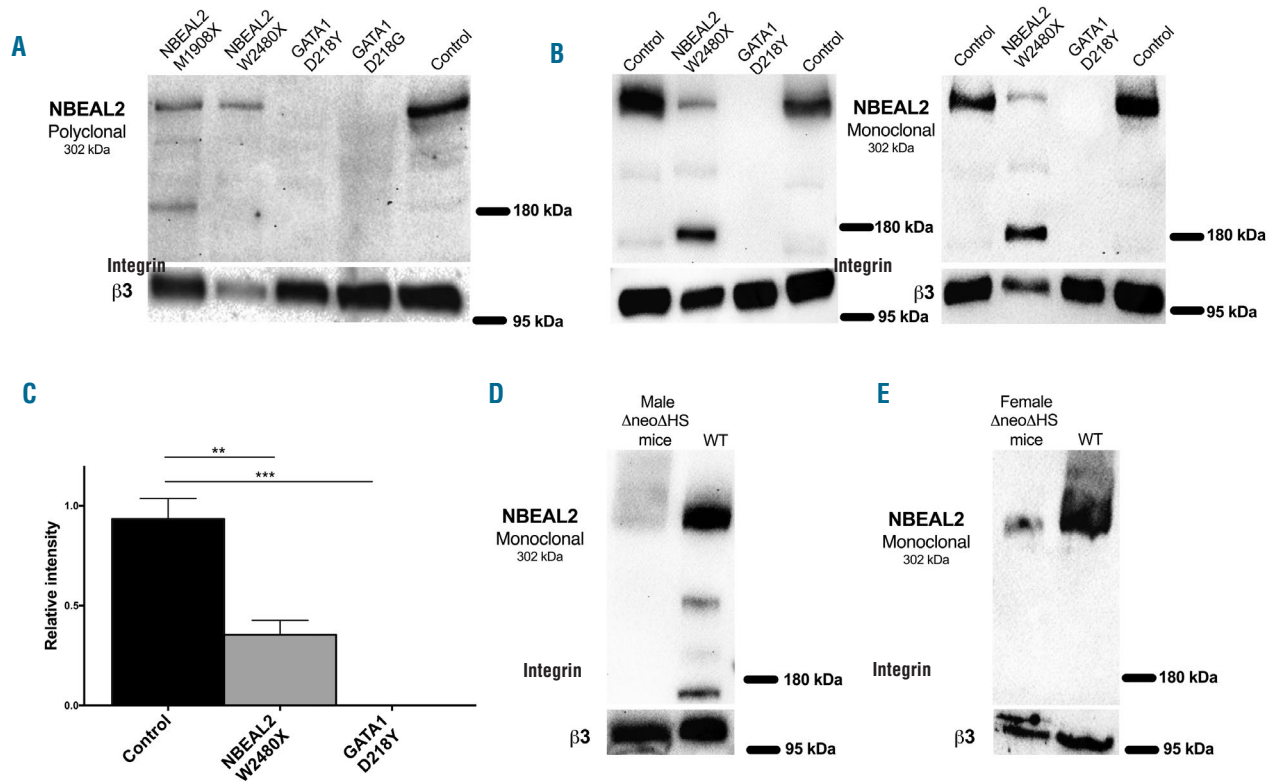 A
NBEAL2
M1908X
NBEAL2
W2480X
GATA1
D218Y
GATA1
D218G
Control
NBEAL2
Polyclonal
302 kDa
180 kDa
Integrin
β3
95 kDa
B
Control
NBEAL2
W2480X
GATA1
D218Y
Control
180 kDa
95 kDa
Control
NBEAL2
W2480X
GATA1
D218Y
Control
NBEAL2
Monoclonal
302 kDa
180 kDa
Integrin
β3
95 kDa
C
**
***
Relative intensity
1.0
0.5
0.0
Control
NBEAL2
W2480X
GATA1
D218Y
D
Male
ΔneoΔHS
mice
WT
NBEAL2
Monoclonal
302 kDa
180 kDa
Integrin
β3
95 kDa
E
Female
ΔneoΔHS
mice
WT
NBEAL2
Monoclonal
302 kDa
180 kDa
Integrin
β3
95 kDa